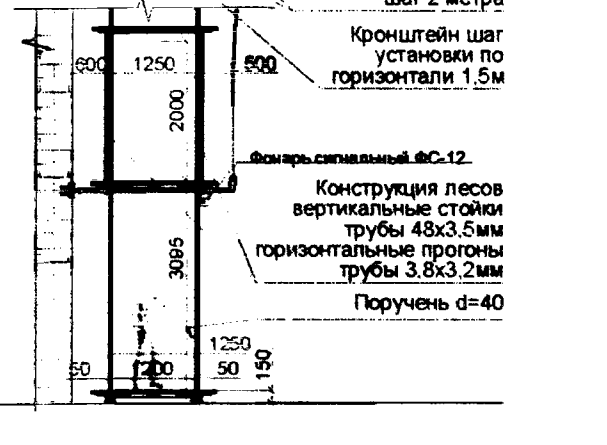 шаг 2 метра
Кронштейн шаг
установки по
горизонтали 1,5м
600 1250 500
2000
Фонарь сигнальный ФС-12
Конструкция лесов
вертикальные стойки
трубы 48х3,5мм
горизонтальные прогоны
трубы 3,8х3,2мм
3095
Поручень d=40
1250
50 1200 50
150